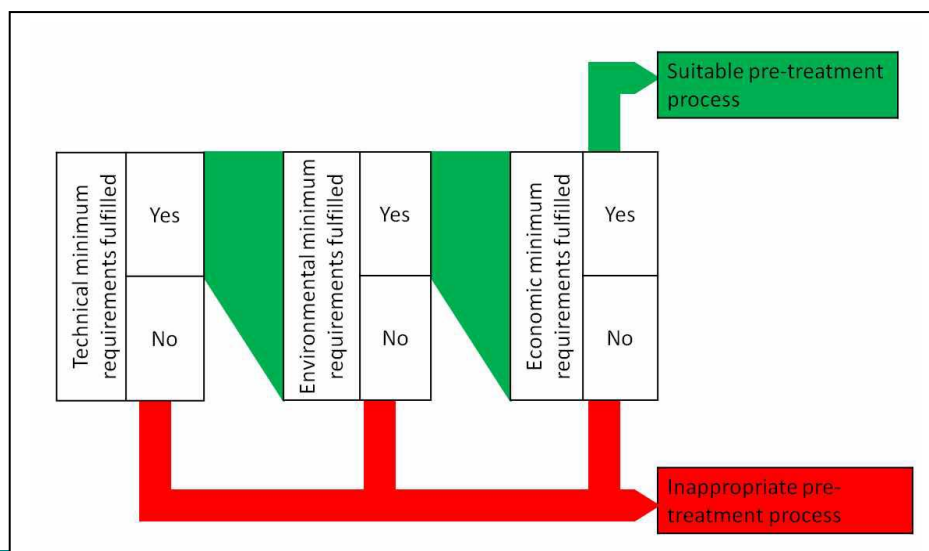 Suitable pre-treatment
process
Technical minimum
requirements fulfilled
Yes
No
Environmental minimum
requirements fulfilled
Yes
No
Economic minimum
requirements fulfilled
Yes
No
Inappropriate pre-
treatment process